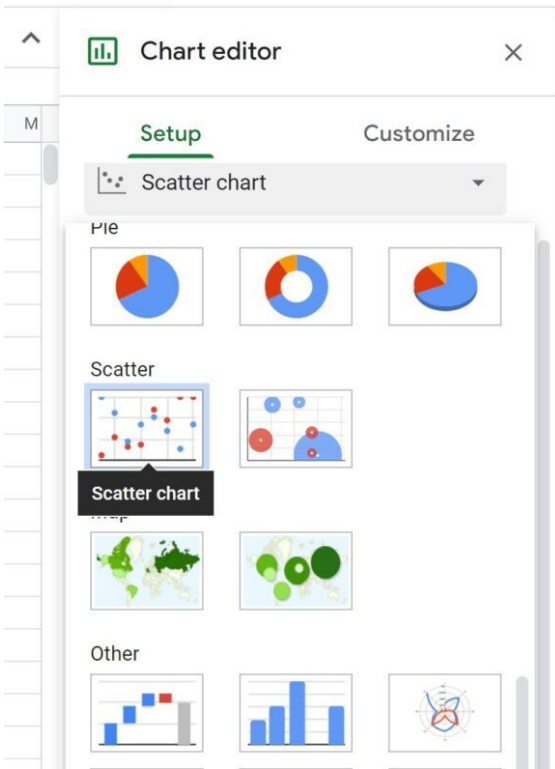 Chart editor
M
Setup
Customize
Scatter chart
Pie
Scatter
Scatter chart
Other